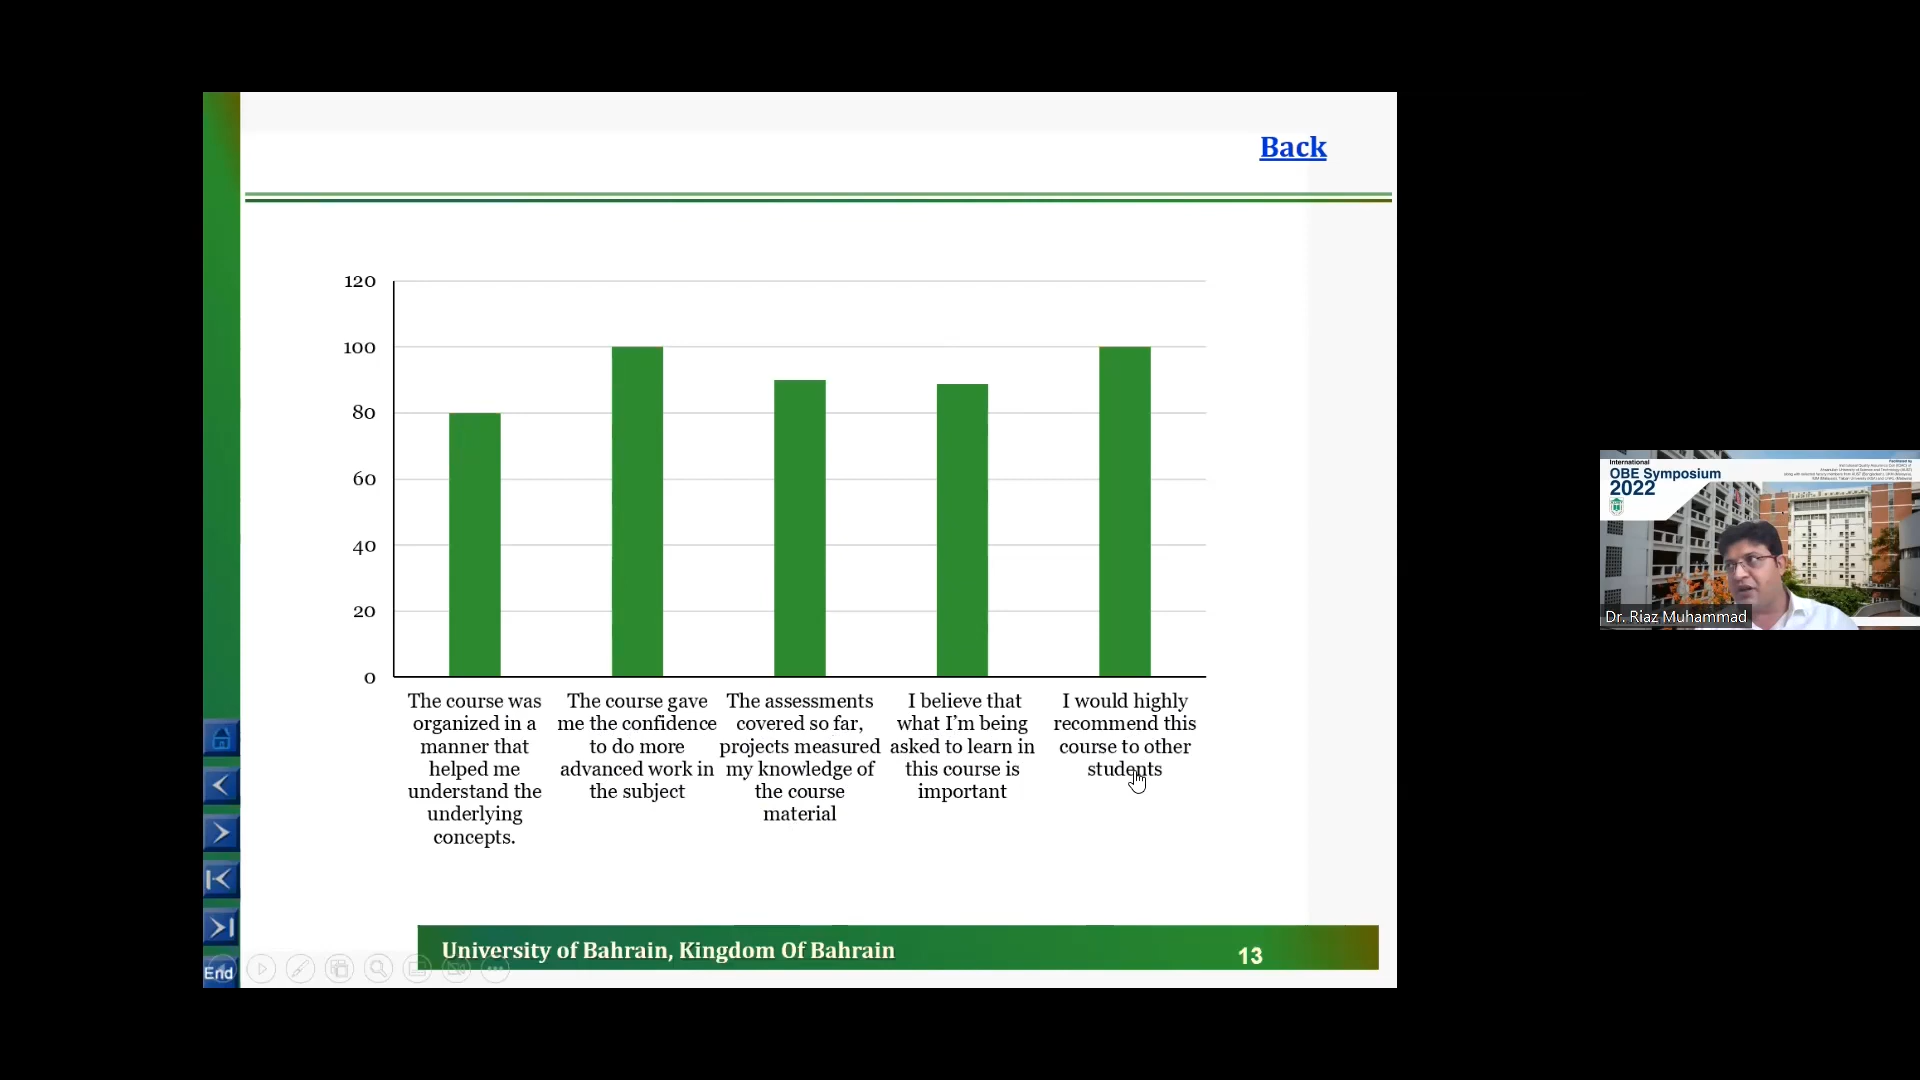 Back
120
100
80
60
40
20
0
The course was
organized in a
manner that
helped me
understand the
underlying
concepts.
The course gave
me the confidence
to do more
advanced work in
the subject
The assessments
covered so far,
projects measured
my knowledge of
the course
material
I believe that
what I’m being
asked to learn in
this course is
important
I would highly
recommend this
course to other
students
End
University of Bahrain, Kingdom Of Bahrain
13
International
OBE Symposium
2022
Dr. Riaz Muhammad